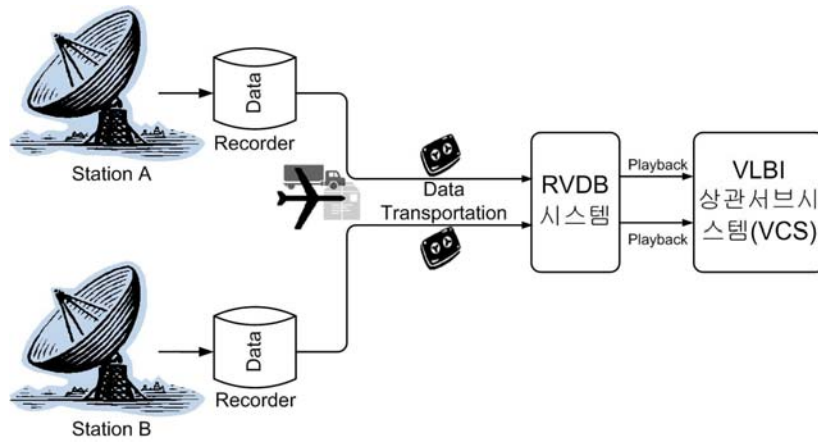 Data
Recorder
Station A
Data
Transportation
RVDB
시스템
Playback
Playback
VLBI
상관서브시
스템(VCS)
Data
Recorder
Station B